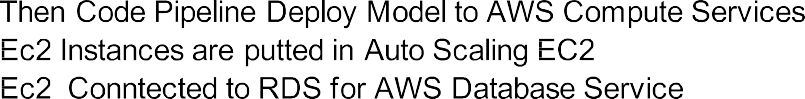 Then Code Pipeline Deploy Model to AWS Compute Services
Ec2 Instances are putted in Auto Scaling EC2
Ec2  Conntected to RDS for AWS Database Service